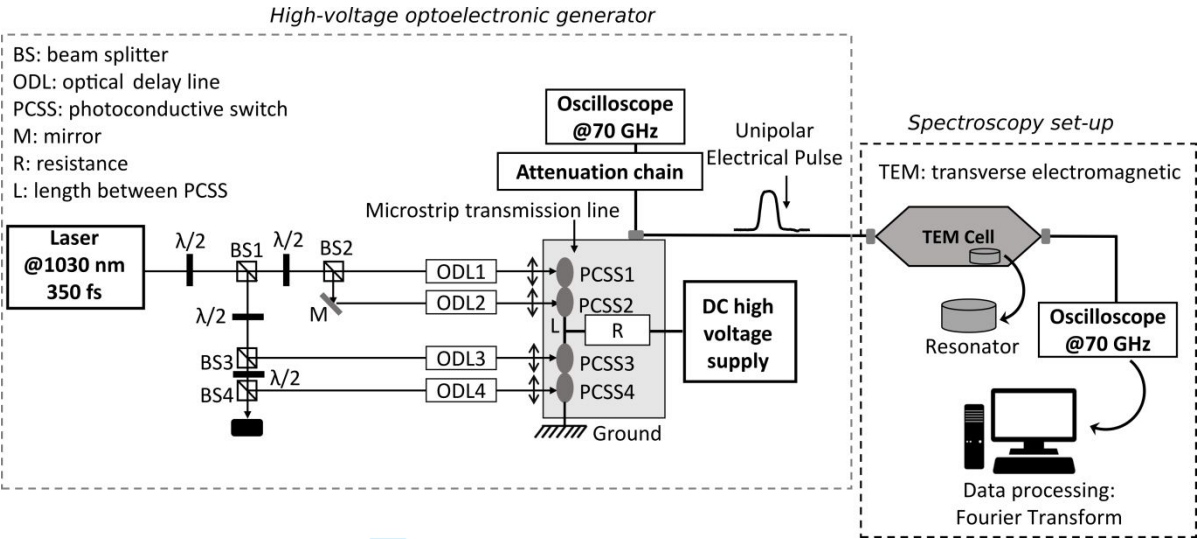 High-voltage optoelectronic generator
BS: beam splitter
ODL: optical delay line
PCSS: photoconductive switch
M: mirror
R: resistance
L: length between PCSS
Oscilloscope
@70 GHz
Attenuation chain
Unipolar
Electrical Pulse
Microstrip transmission line
Laser
@1030 nm
350 fs
λ/2
BS1
λ/2
BS2
ODL1
PCSS1
M
ODL2
PCSS2
λ/2
L
R
DC high
voltage
supply
BS3
ODL3
PCSS3
λ/2
BS4
ODL4
PCSS4
Ground
Spectroscopy set-up
TEM: transverse electromagnetic
TEM Cell
Resonator
Oscilloscope
@70 GHz
Data processing:
Fourier Transform